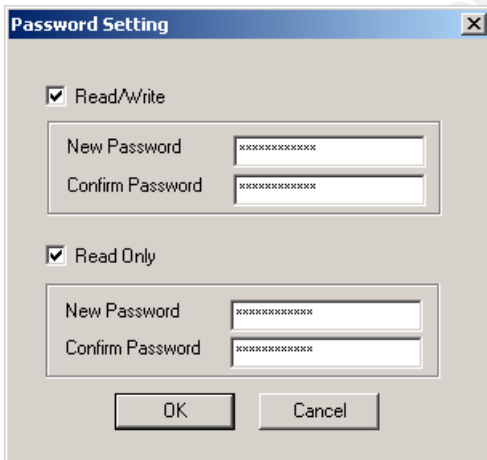 Password Setting
Read/Write
New Password ************
Confirm Password ************
Read Only
New Password ************
Confirm Password ************
OK Cancel